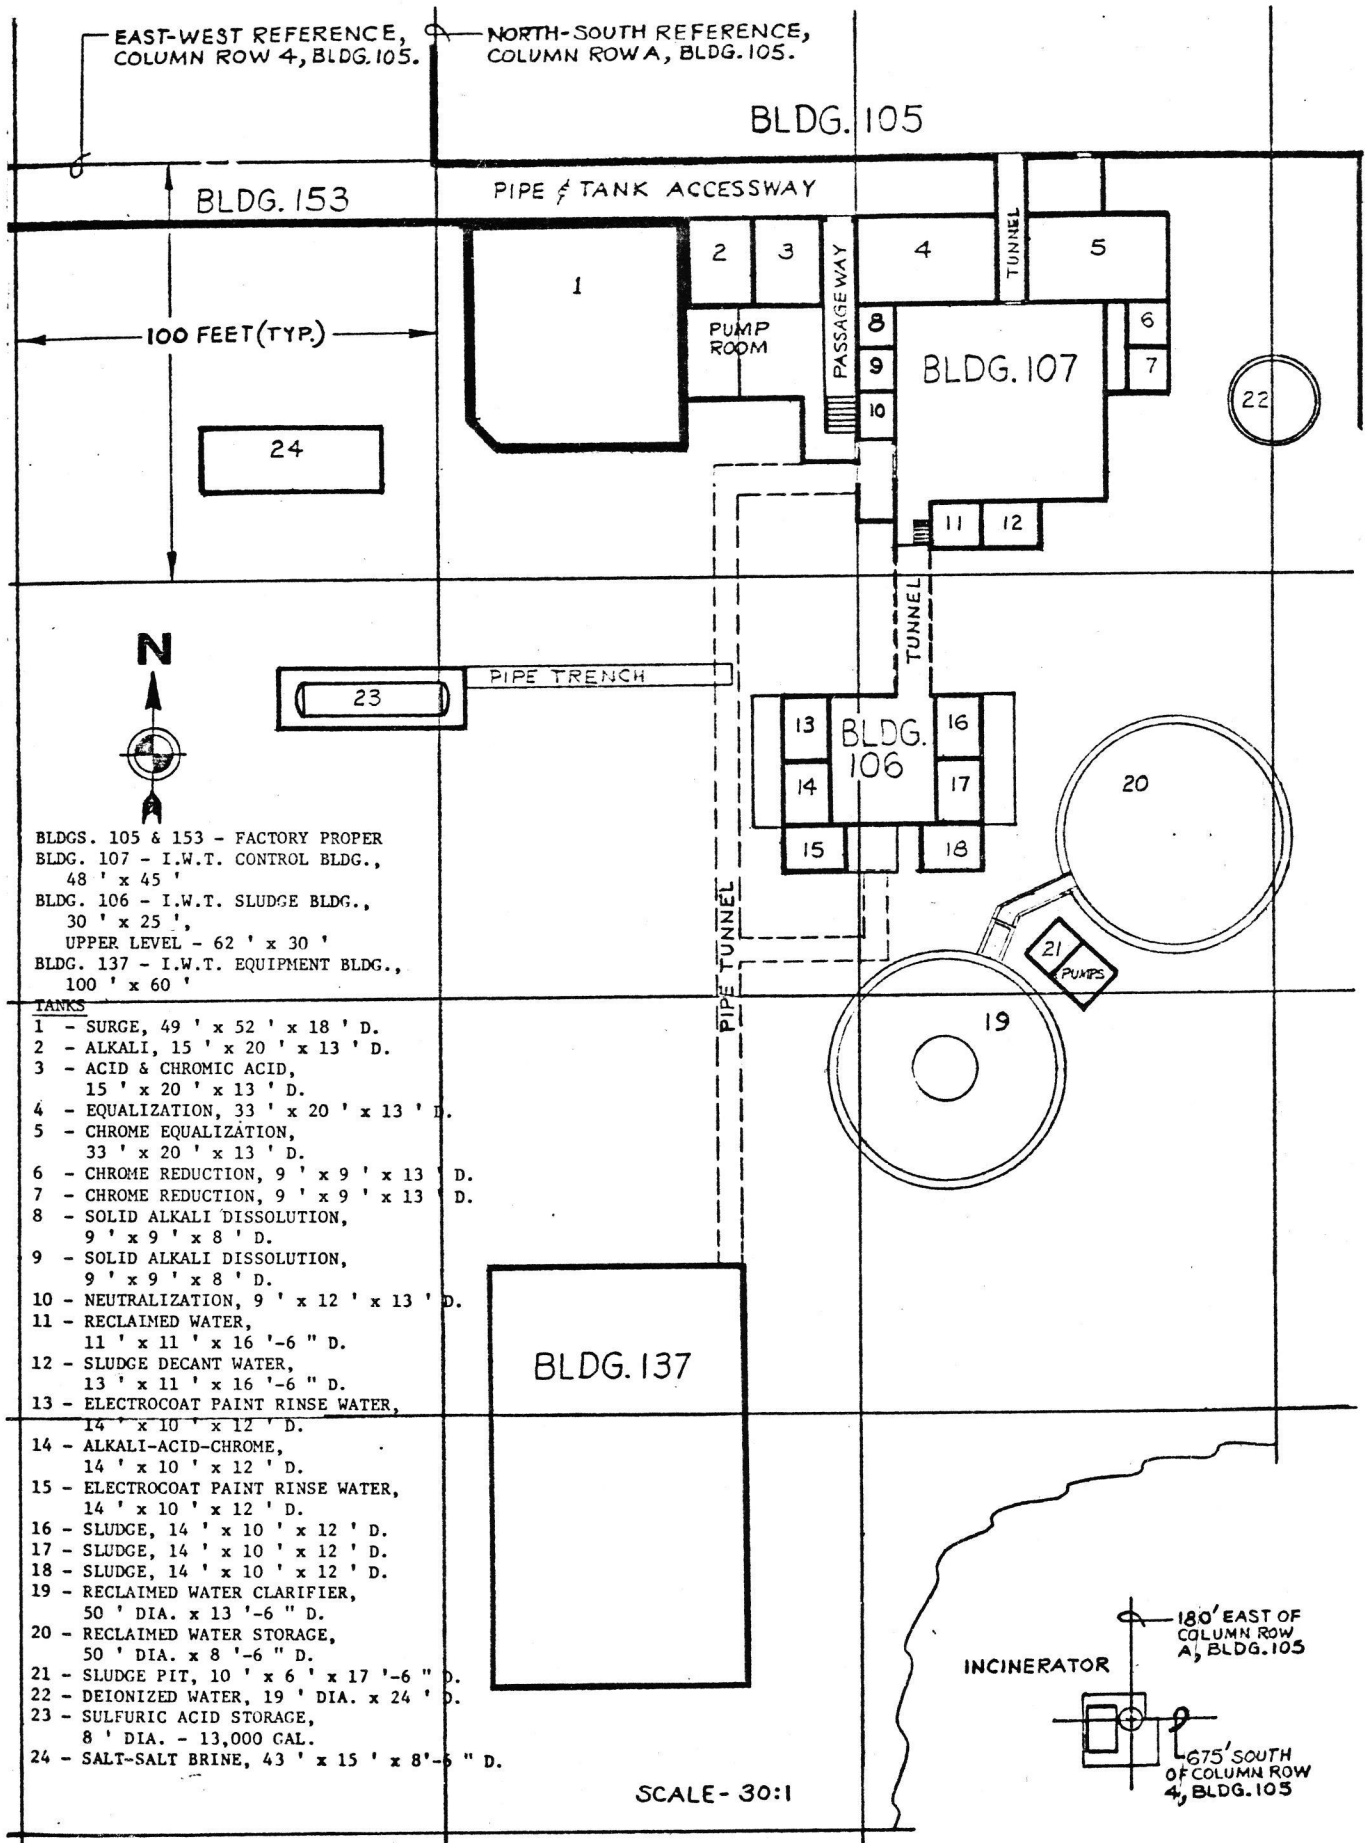 EAST-WEST REFERENCE,
COLUMN ROW 4, BLDG. 105.
NORTH-SOUTH REFERENCE,
COLUMN ROW A, BLDG. 105.
BLDG. 105
BLDG. 153
PIPE & TANK ACCESSWAY
TUNNEL
1
2
3
4
5
PASSAGEWAY
PUMP
ROOM
8
9
10
BLDG. 107
6
7
22
100 FEET (TYP.)
24
11
12
TUNNEL
N
23
PIPE TRENCH
13
14
BLDG.
106
16
17
15
18
20
21
PUMPS
19
PIPE TUNNEL
BLDGS. 105 & 153 - FACTORY PROPER
BLDG. 107 - I.W.T. CONTROL BLDG.,
48 ' x 45 '
BLDG. 106 - I.W.T. SLUDGE BLDG.,
30 ' x 25 ',
UPPER LEVEL - 62 ' x 30 '
BLDG. 137 - I.W.T. EQUIPMENT BLDG.,
100 ' x 60 '
TANKS
1 - SURGE, 49 ' x 52 ' x 18 ' D.
2 - ALKALI, 15 ' x 20 ' x 13 ' D.
3 - ACID & CHROMIC ACID,
15 ' x 20 ' x 13 ' D.
4 - EQUALIZATION, 33 ' x 20 ' x 13 ' D.
5 - CHROME EQUALIZATION,
33 ' x 20 ' x 13 ' D.
6 - CHROME REDUCTION, 9 ' x 9 ' x 13 ' D.
7 - CHROME REDUCTION, 9 ' x 9 ' x 13 ' D.
8 - SOLID ALKALI DISSOLUTION,
9 ' x 9 ' x 8 ' D.
9 - SOLID ALKALI DISSOLUTION,
9 ' x 9 ' x 8 ' D.
10 - NEUTRALIZATION, 9 ' x 12 ' x 13 ' D.
11 - RECLAIMED WATER,
11 ' x 11 ' x 16 '-6 " D.
12 - SLUDGE DECANT WATER,
13 ' x 11 ' x 16 '-6 " D.
13 - ELECTROCOAT PAINT RINSE WATER,
14 ' x 10 ' x 12 ' D.
14 - ALKALI-ACID-CHROME,
14 ' x 10 ' x 12 ' D.
15 - ELECTROCOAT PAINT RINSE WATER,
14 ' x 10 ' x 12 ' D.
16 - SLUDGE, 14 ' x 10 ' x 12 ' D.
17 - SLUDGE, 14 ' x 10 ' x 12 ' D.
18 - SLUDGE, 14 ' x 10 ' x 12 ' D.
19 - RECLAIMED WATER CLARIFIER,
50 ' DIA. x 13 '-6 " D.
20 - RECLAIMED WATER STORAGE,
50 ' DIA. x 8 '-6 " D.
21 - SLUDGE PIT, 10 ' x 6 ' x 17 '-6 " D.
22 - DEIONIZED WATER, 19 ' DIA. x 24 ' D.
23 - SULFURIC ACID STORAGE,
8 ' DIA. - 13,000 GAL.
24 - SALT-SALT BRINE, 43 ' x 15 ' x 8'-6 " D.
BLDG. 137
180' EAST OF
COLUMN ROW
A, BLDG. 105
INCINERATOR
675' SOUTH
OF COLUMN ROW
4, BLDG. 105
SCALE - 30:1